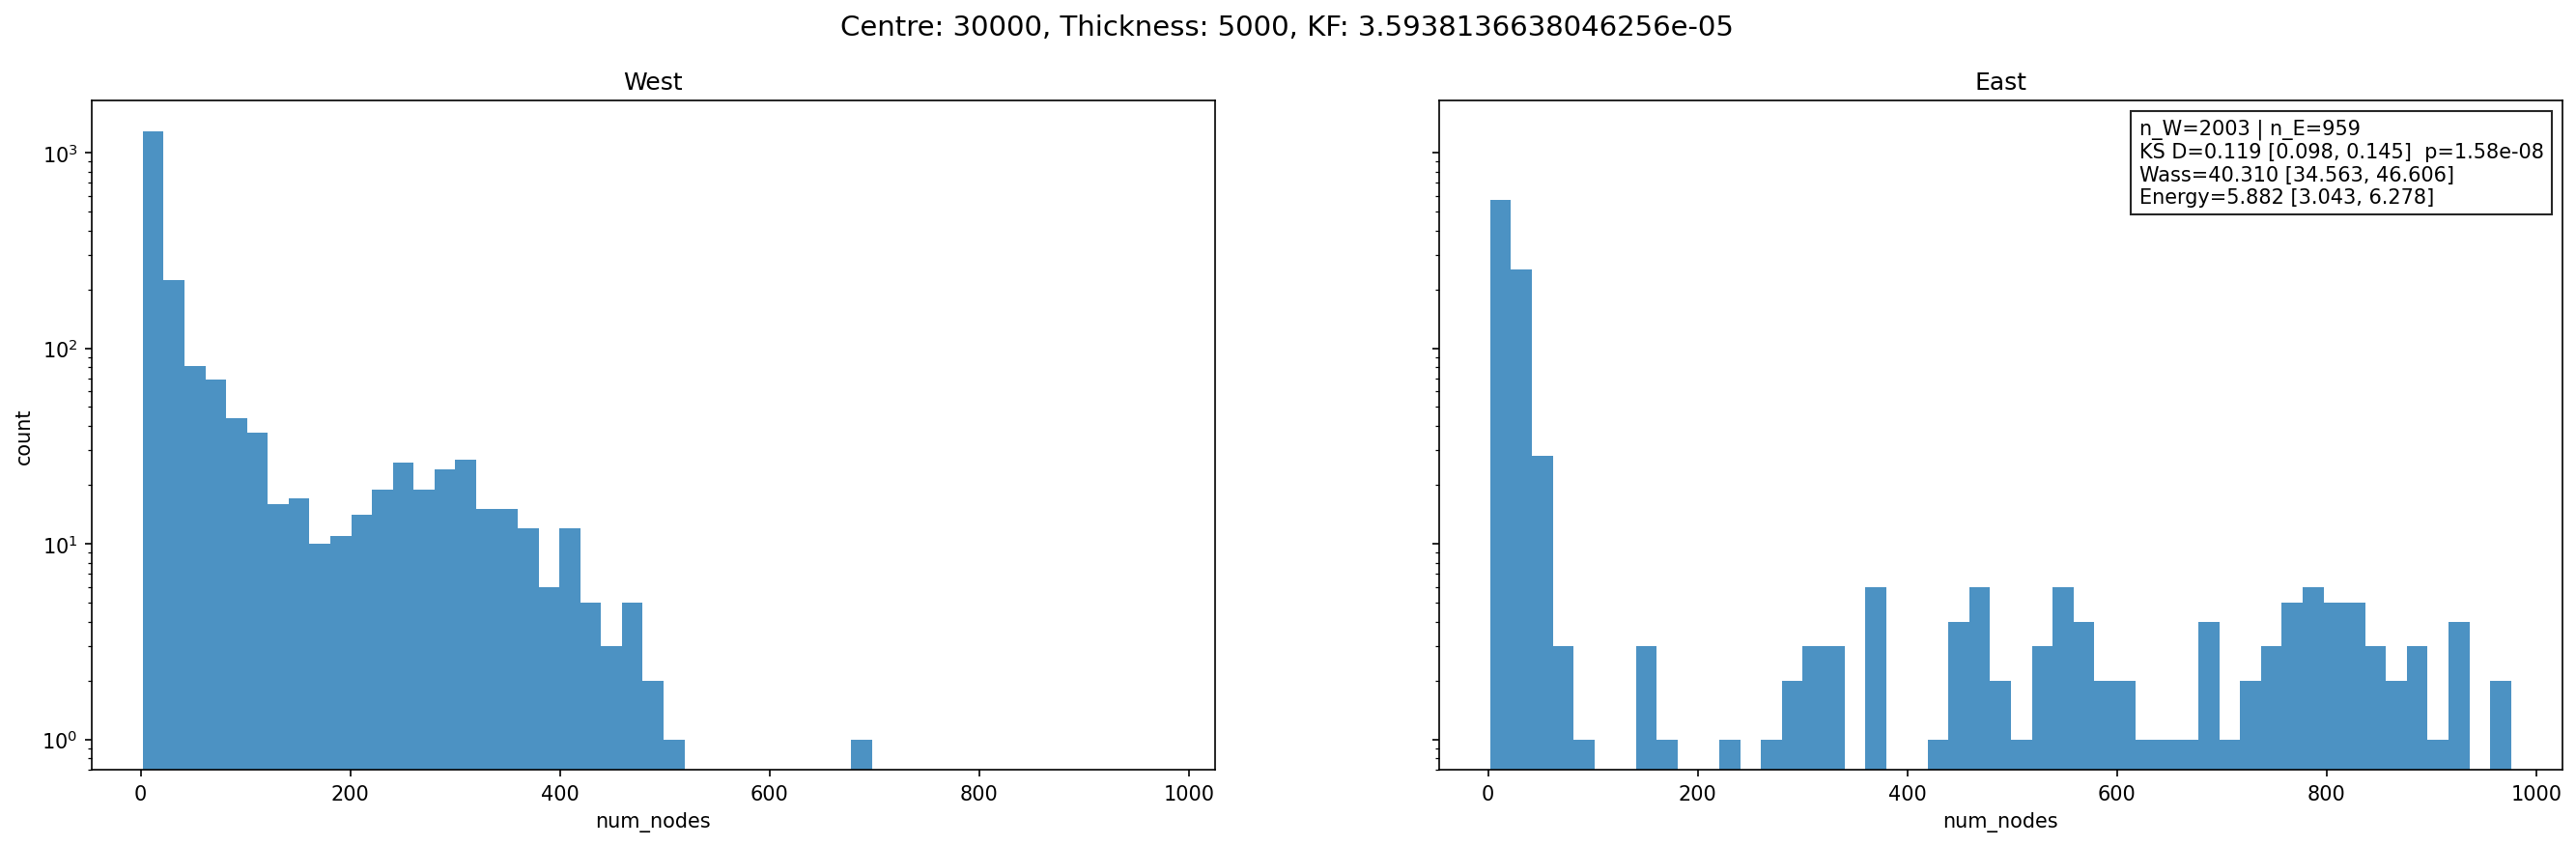 Centre: 30000, Thickness: 5000, KF: 3.5938136638046256e-05
West
count
10³
10²
10¹
10⁰
0 200 400 600 800 1000
num_nodes
East
n_W=2003 | n_E=959
KS D=0.119 [0.098, 0.145]  p=1.58e-08
Wass=40.310 [34.563, 46.606]
Energy=5.882 [3.043, 6.278]
0 200 400 600 800 1000
num_nodes